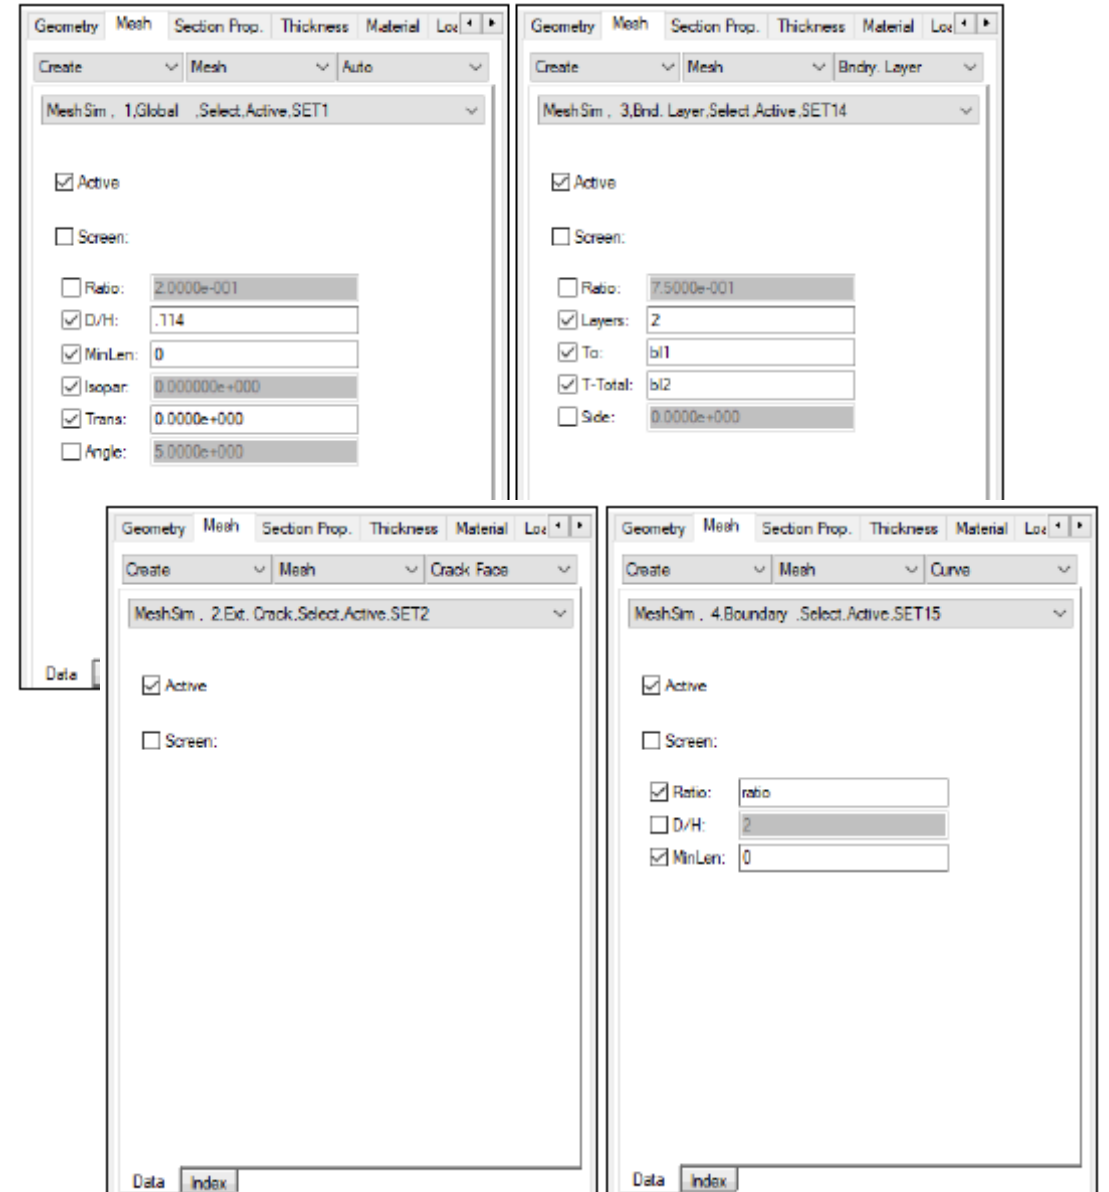 Geometry Mesh Section Prop. Thickness Material Loa
Create Mesh Auto
MeshSim , 1,Global ,Select,Active,SET1
Active
Screen:
Ratio: 2.0000e-001
D/H: .114
MinLen: 0
Isopar: 0.000000e+000
Trans: 0.0000e+000
Angle: 5.0000e+000
Data
Geometry Mesh Section Prop. Thickness Material Loa
Create Mesh Bndry. Layer
MeshSim , 3,Bnd. Layer,Select,Active,SET14
Active
Screen:
Ratio: 7.5000e-001
Layers: 2
To: bl1
T-Total: bl2
Side: 0.0000e+000
Geometry Mesh Section Prop. Thickness Material Loa
Create Mesh Crack Face
MeshSim , 2,Ext. Crack,Select,Active,SET2
Active
Screen:
Data Index
Geometry Mesh Section Prop. Thickness Material Loa
Create Mesh Curve
MeshSim , 4,Boundary ,Select,Active,SET15
Active
Screen:
Ratio: ratio
D/H: 2
MinLen: 0
Data Index